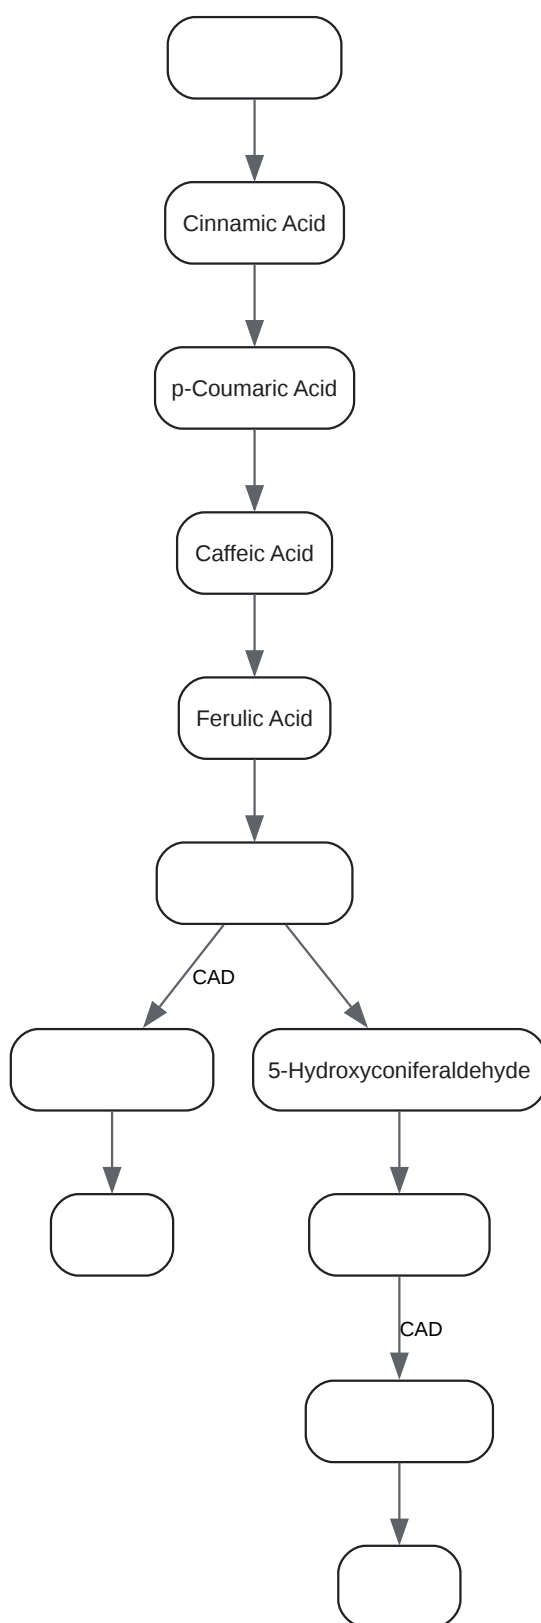 Cinnamic Acid
p-Coumaric Acid
Caffeic Acid
Ferulic Acid
CAD
5-Hydroxyconiferaldehyde
CAD